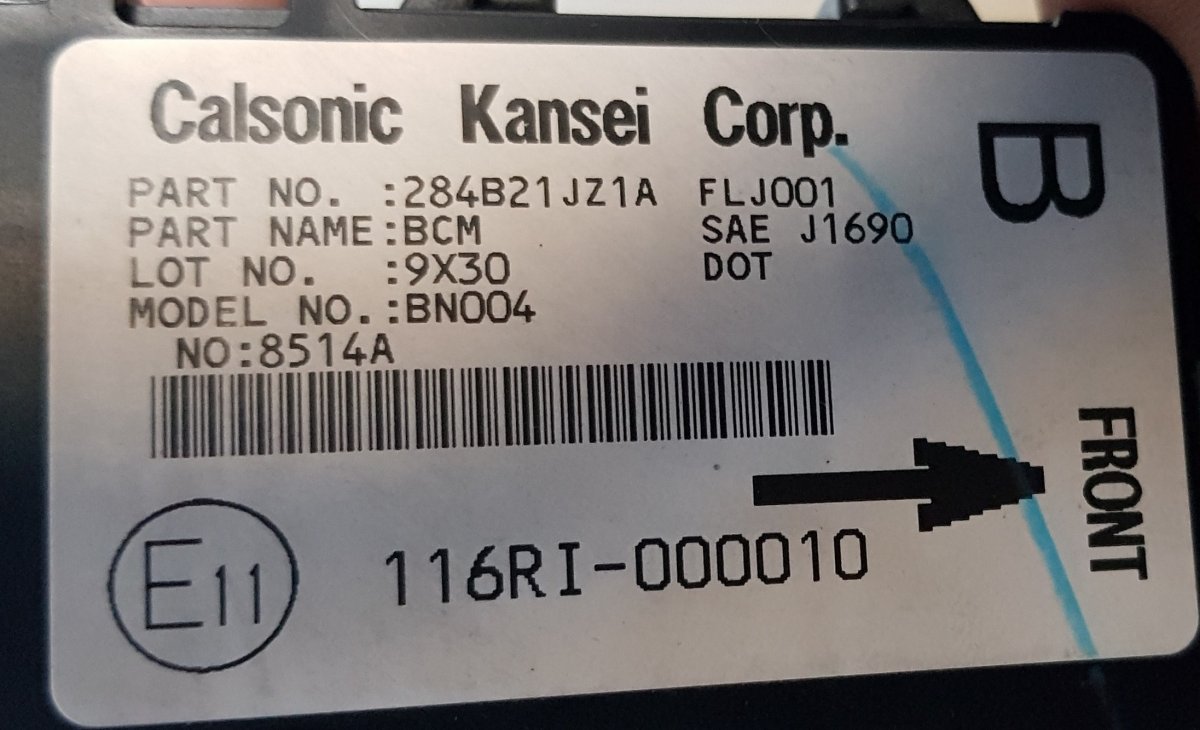 Calsonic Kansei Corp.
PART NO. :284B21JZ1A FLJ001
PART NAME:BCM SAE J1690
LOT NO. :9X30 DOT
MODEL NO.:BN004
NO:8514A
B
FRONT
E11
116RI-000010